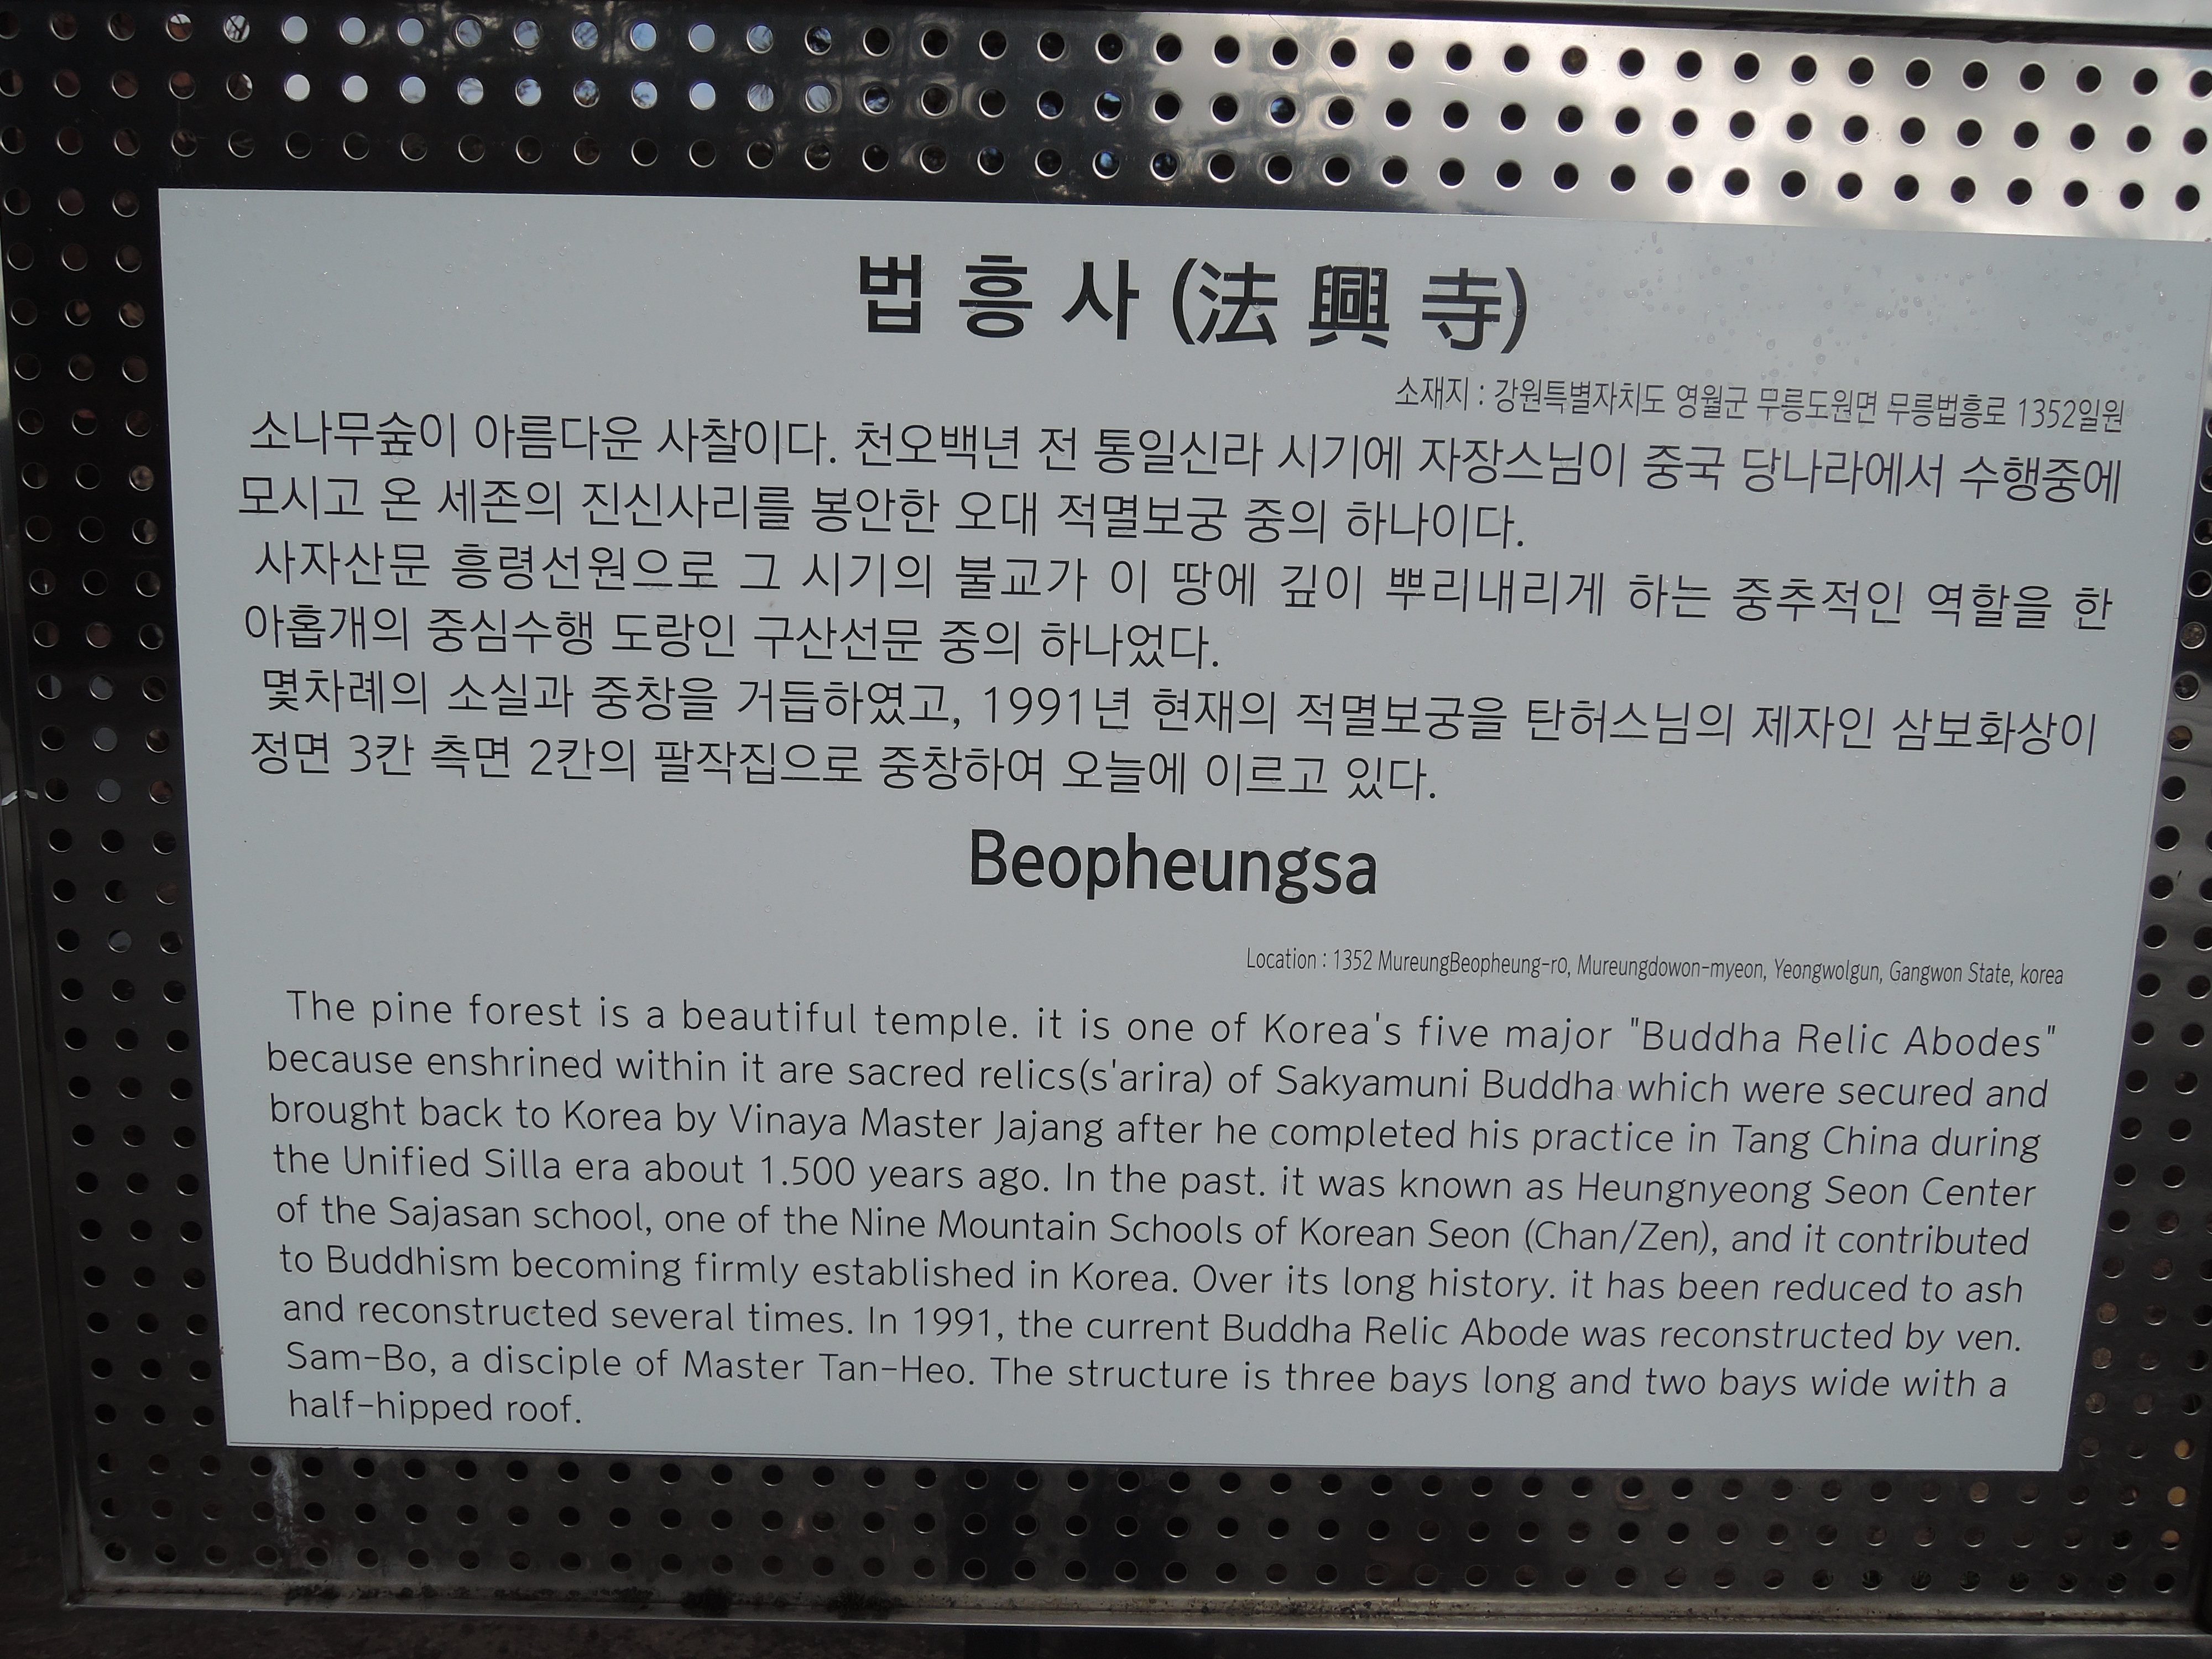 법 흥 사 (法 興 寺)
소재지 : 강원특별자치도 영월군 무릉도원면 무릉법흥로 1352일원
소나무숲이 아름다운 사찰이다. 천오백년 전 통일신라 시기에 자장스님이 중국 당나라에서 수행중에
모시고 온 세존의 진신사리를 봉안한 오대 적멸보궁 중의 하나이다.
사자산문 흥령선원으로 그 시기의 불교가 이 땅에 깊이 뿌리내리게 하는 중추적인 역할을 한
아홉개의 중심수행 도량인 구산선문 중의 하나었다.
몇차례의 소실과 중창을 거듭하였고, 1991년 현재의 적멸보궁을 탄허스님의 제자인 삼보화상이
정면 3칸 측면 2칸의 팔작집으로 중창하여 오늘에 이르고 있다.
Beopheungsa
Location : 1352 MureungBeopheung-ro, Mureungdowon-myeon, Yeongwolgun, Gangwon State, korea
The pine forest is a beautiful temple. it is one of Korea's five major "Buddha Relic Abodes"
because enshrined within it are sacred relics(s'arira) of Sakyamuni Buddha which were secured and
brought back to Korea by Vinaya Master Jajang after he completed his practice in Tang China during
the Unified Silla era about 1.500 years ago. In the past. it was known as Heungnyeong Seon Center
of the Sajasan school, one of the Nine Mountain Schools of Korean Seon (Chan/Zen), and it contributed
to Buddhism becoming firmly established in Korea. Over its long history. it has been reduced to ash
and reconstructed several times. In 1991, the current Buddha Relic Abode was reconstructed by ven.
Sam-Bo, a disciple of Master Tan-Heo. The structure is three bays long and two bays wide with a
half-hipped roof.